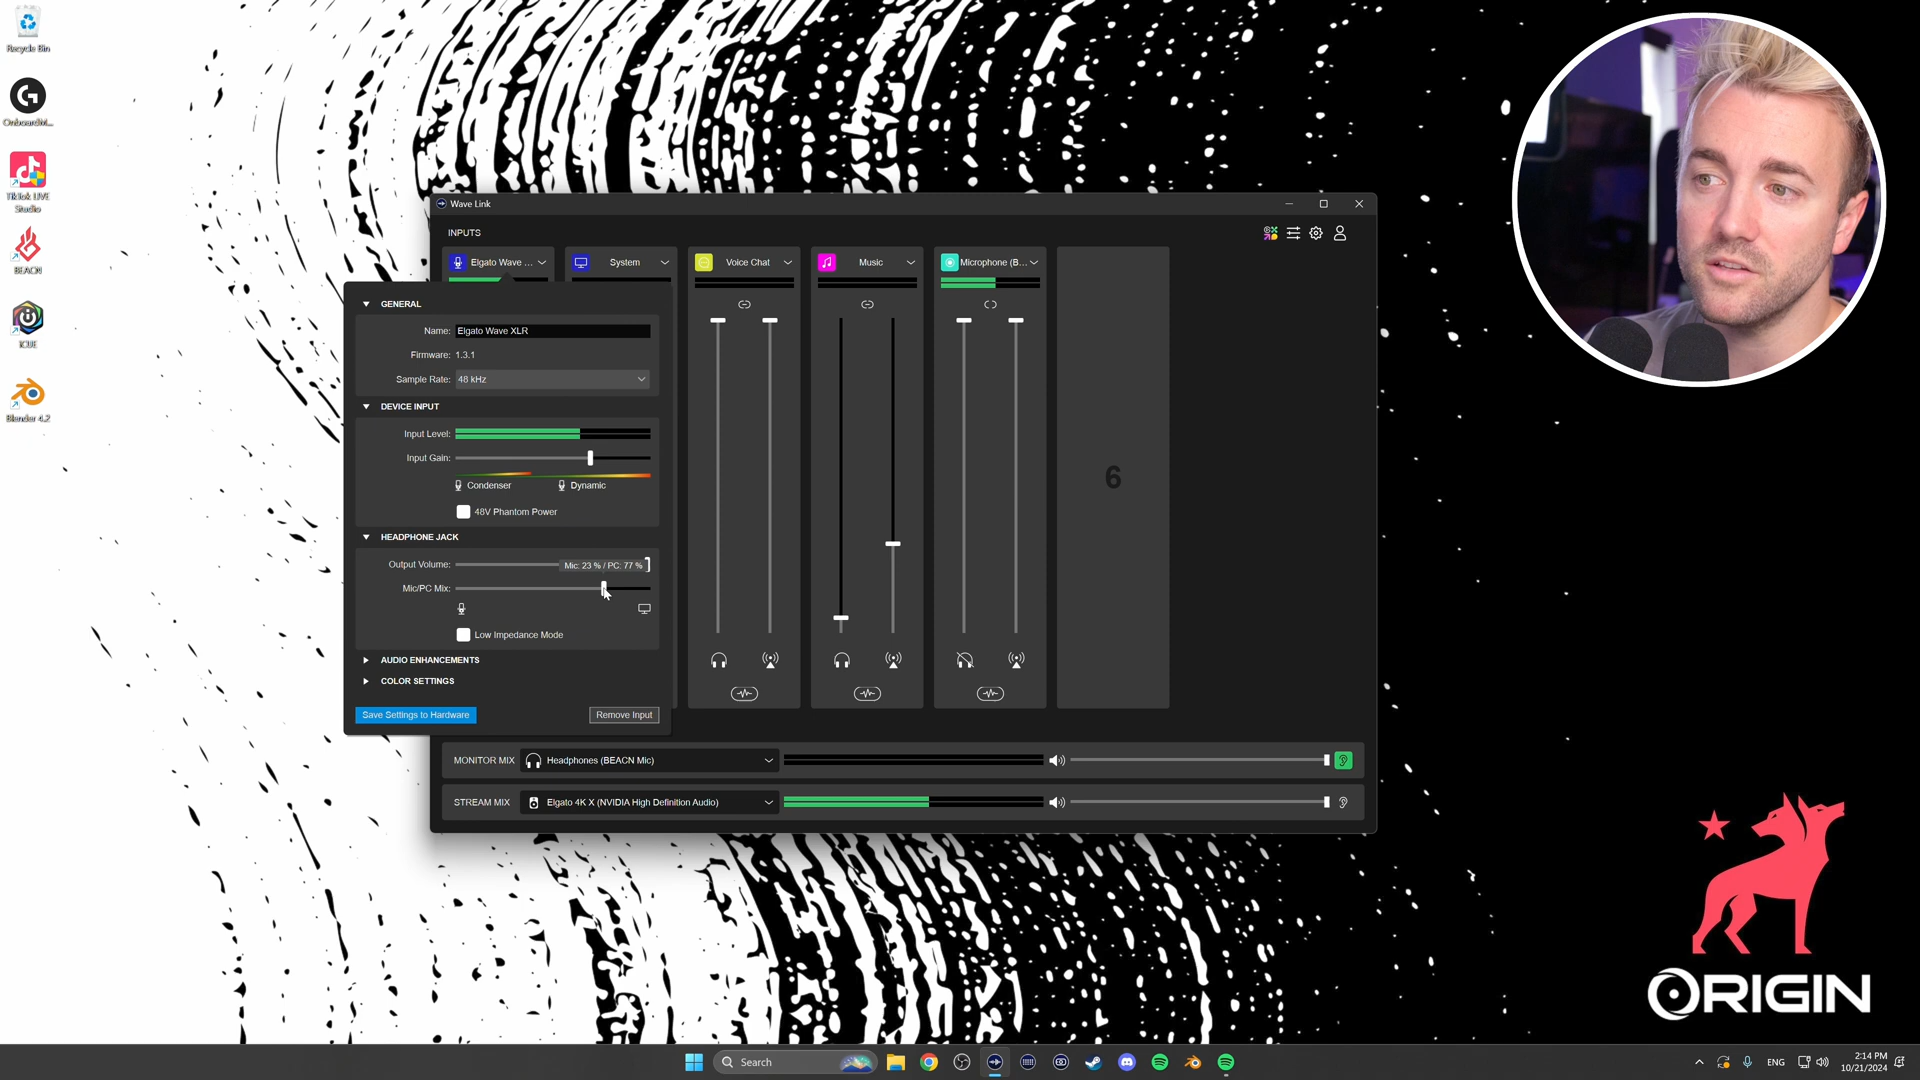 Recycle Bin
OnboardM...
TikTok LIVE
Studio
BEACN
iCUE
Blender 4.2
Wave Link
INPUTS
Elgato Wave ...
System
Voice Chat
Music
Microphone (B...
GENERAL
Name: Elgato Wave XLR
Firmware: 1.3.1
Sample Rate: 48 kHz
DEVICE INPUT
Input Level:
Input Gain:
Condenser
Dynamic
48V Phantom Power
HEADPHONE JACK
Output Volume:
Mic: 23 % / PC: 77 %
Mic/PC Mix:
Low Impedance Mode
AUDIO ENHANCEMENTS
COLOR SETTINGS
Save Settings to Hardware
Remove Input
6
MONITOR MIX
Headphones (BEACN Mic)
STREAM MIX
Elgato 4K X (NVIDIA High Definition Audio)
ORIGIN
Search
ENG
2:14 PM
10/21/2024